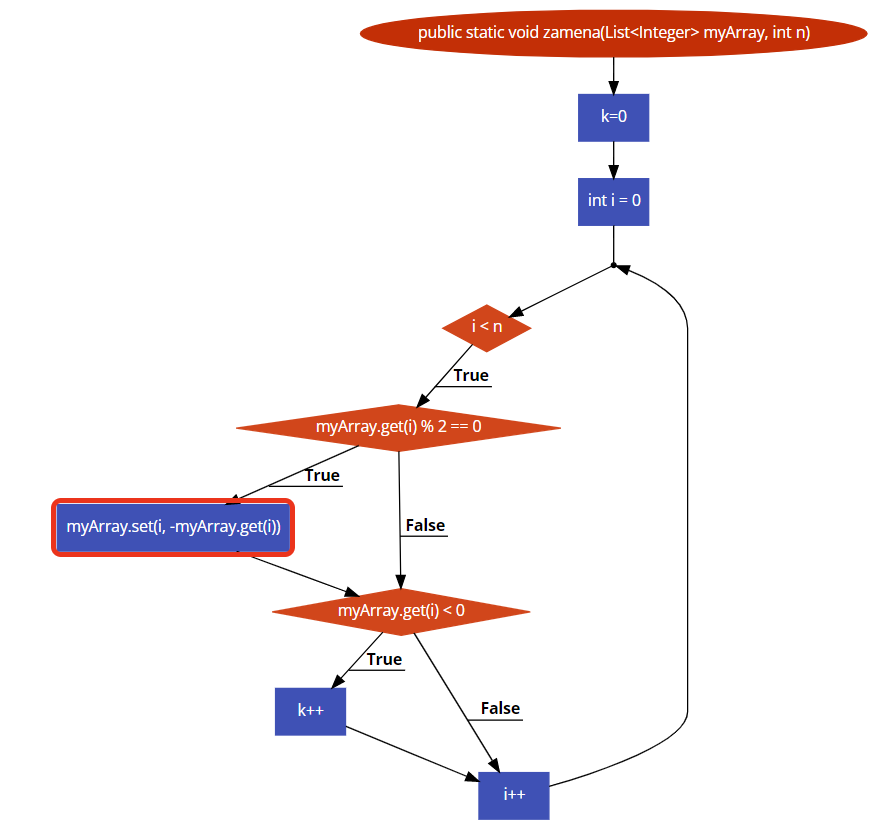 public static void zamena(List<Integer> myArray, int n)
k=0
int i = 0
i < n
True
myArray.get(i) % 2 == 0
True
myArray.set(i, -myArray.get(i))
False
myArray.get(i) < 0
True
k++
False
i++